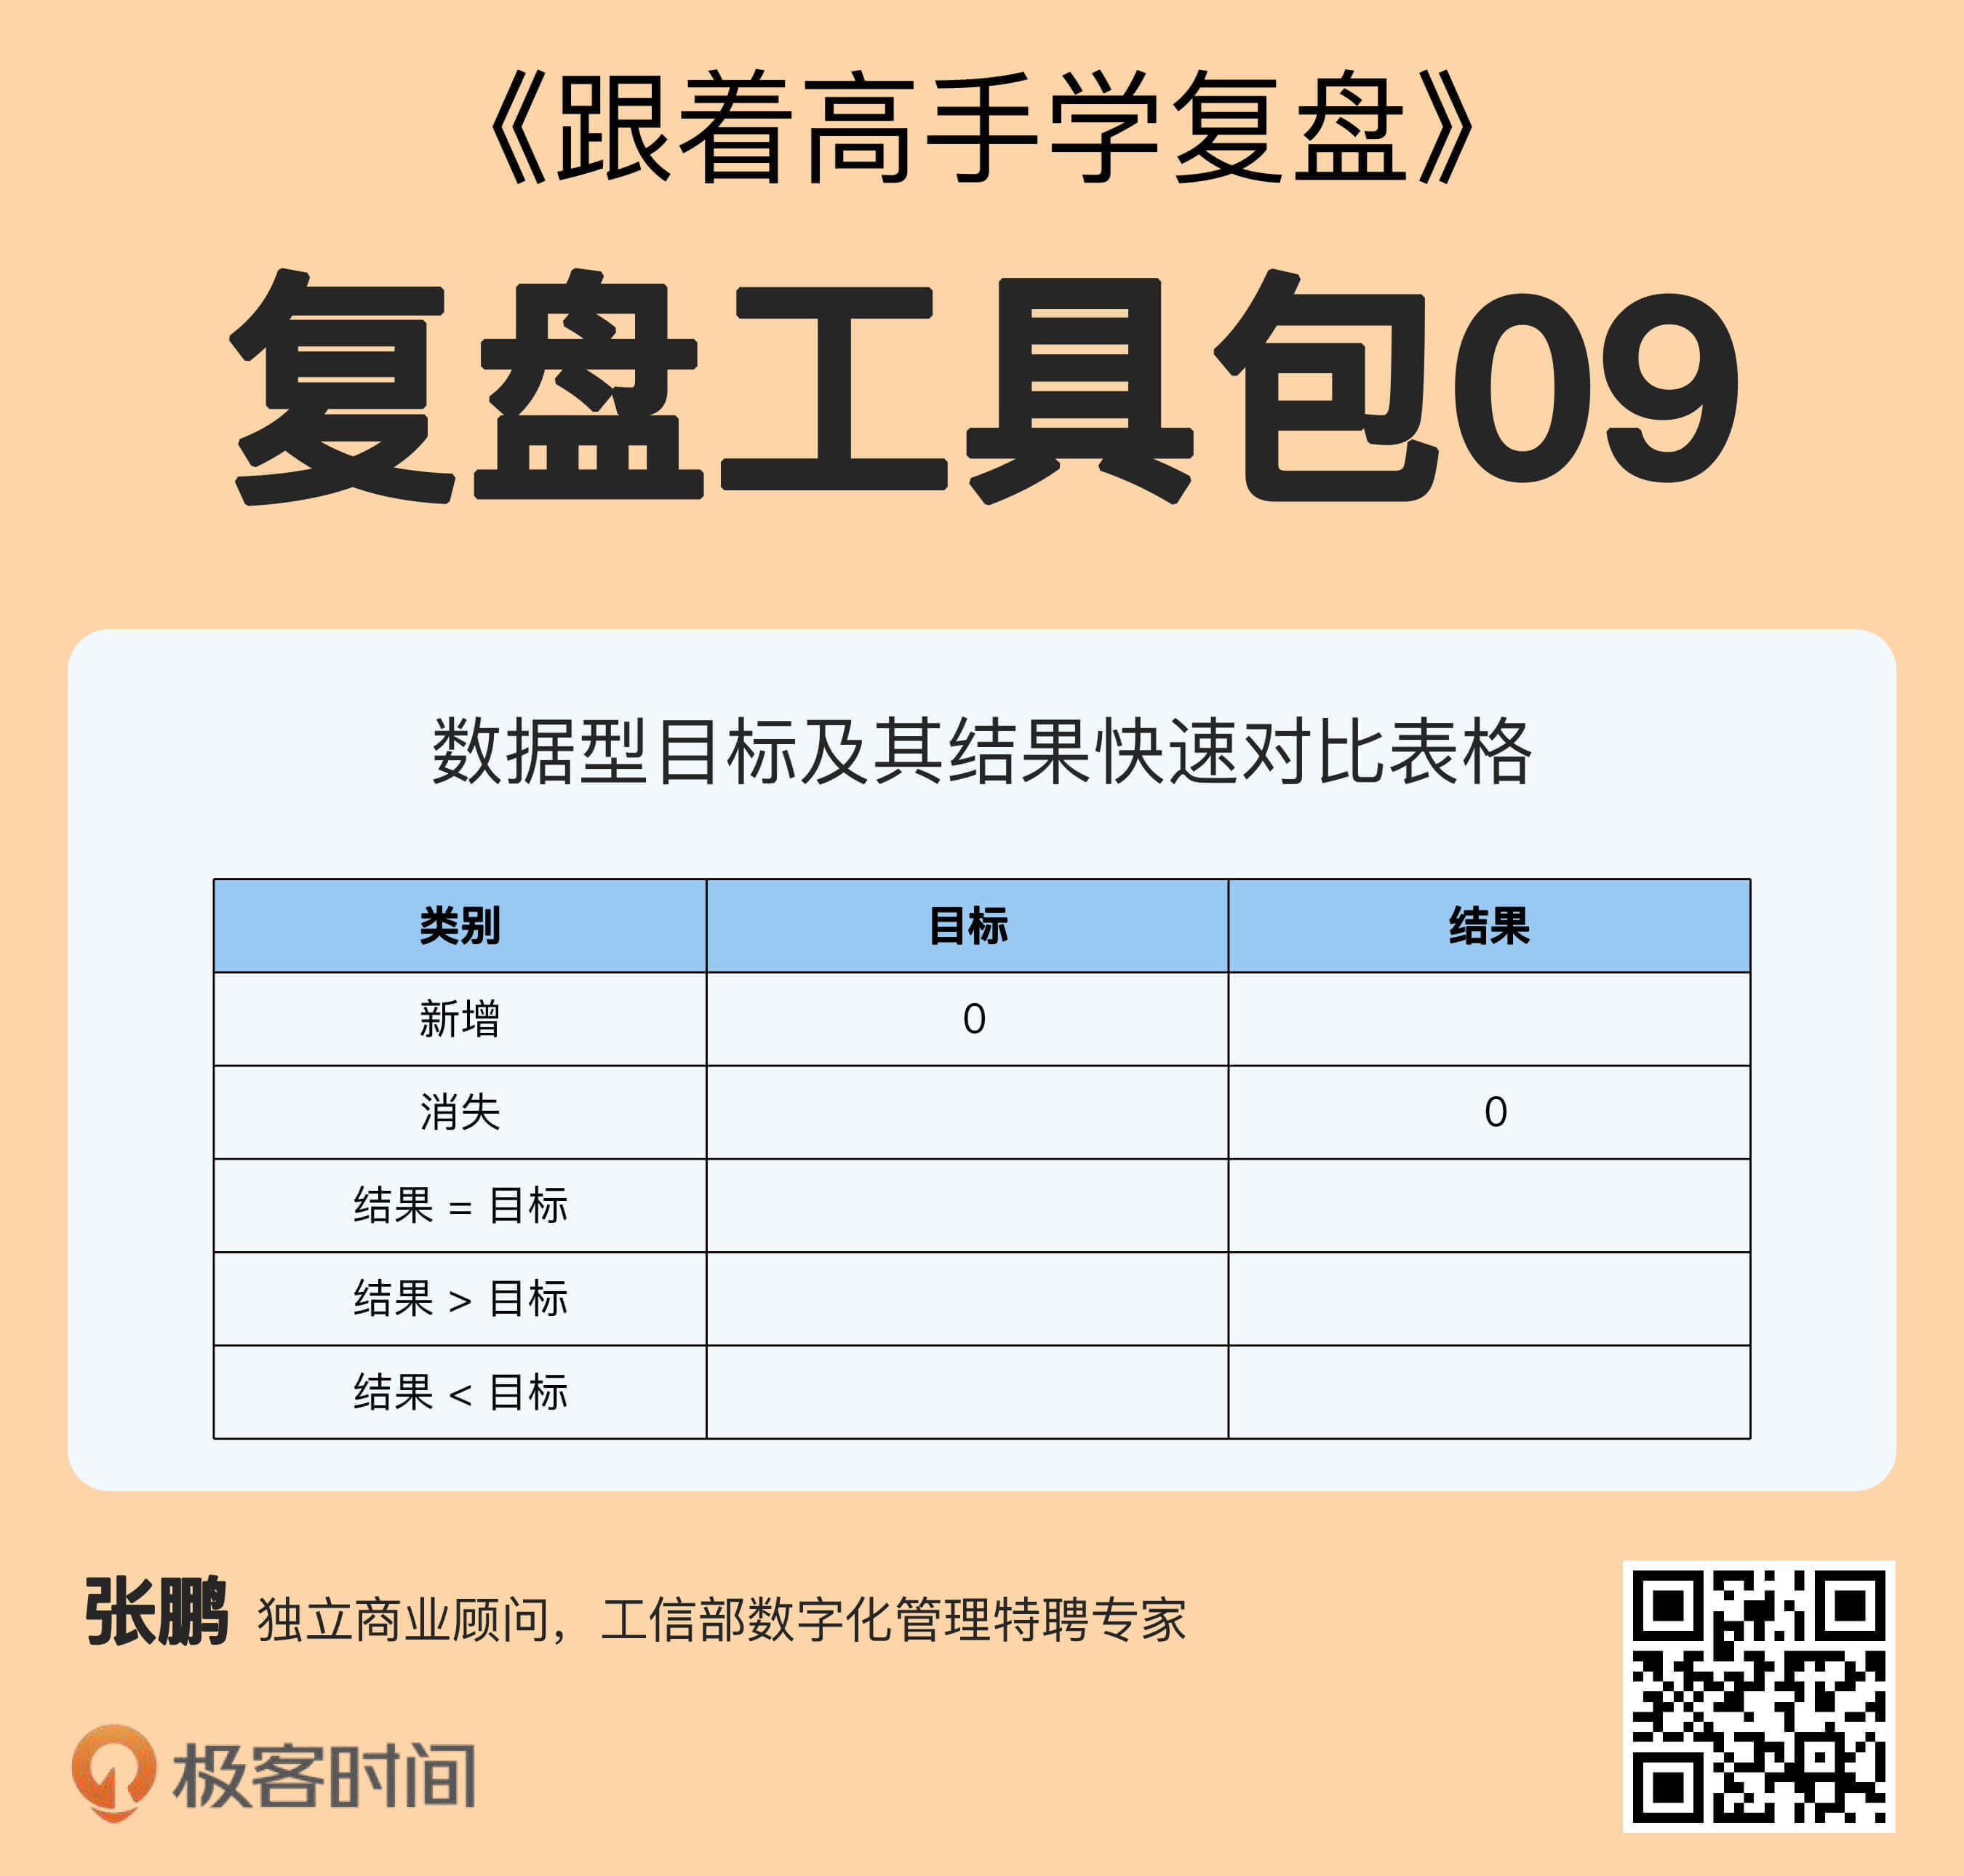 《跟着高手学复盘》
复盘工具包09
数据型目标及其结果快速对比表格
类别 目标 结果
新增 0
消失 0
结果 = 目标
结果 > 目标
结果 < 目标
张鹏 独立商业顾问，工信部数字化管理特聘专家
极客时间